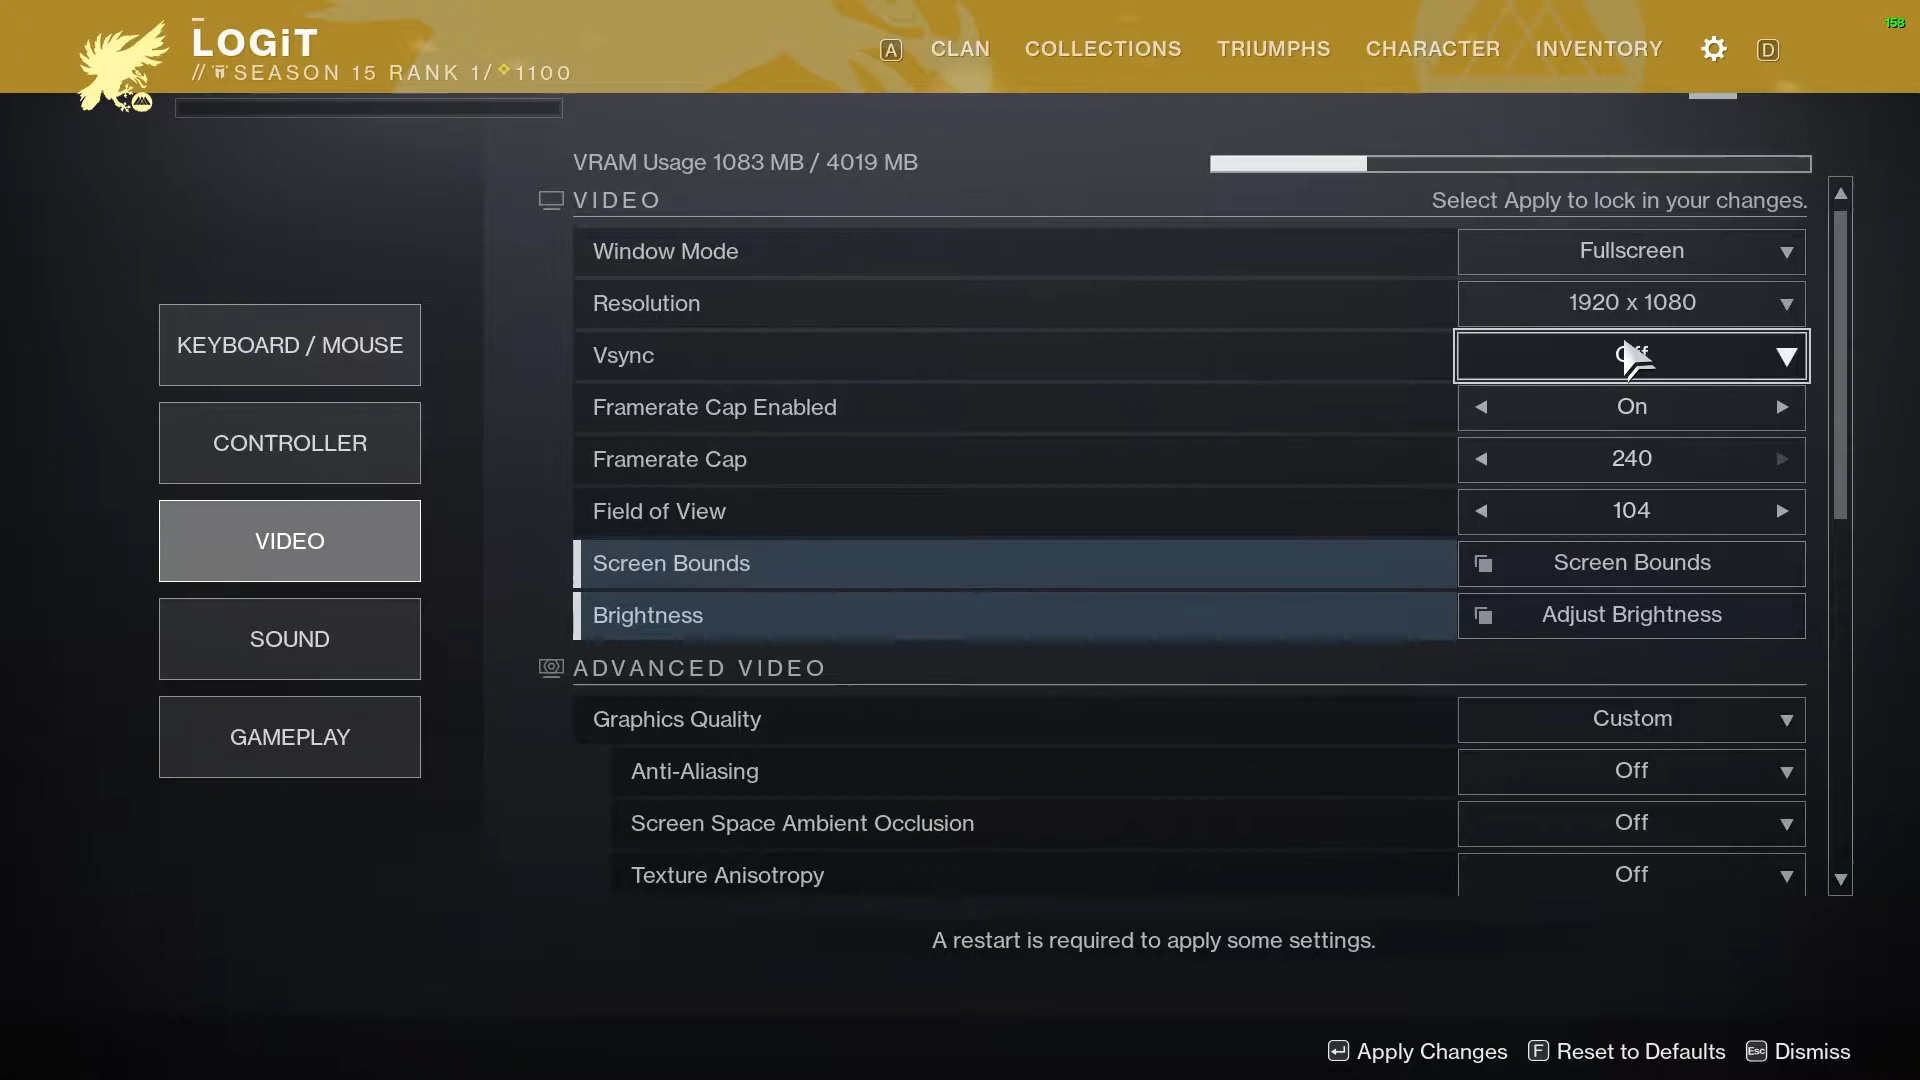 158
LOGiT
// SEASON 15 RANK 1/ 1100
A CLAN COLLECTIONS TRIUMPHS CHARACTER INVENTORY D
VRAM Usage 1083 MB / 4019 MB
VIDEO Select Apply to lock in your changes.
Window Mode Fullscreen
Resolution 1920 x 1080
Vsync
Framerate Cap Enabled On
Framerate Cap 240
Field of View 104
Screen Bounds Screen Bounds
Brightness Adjust Brightness
ADVANCED VIDEO
Graphics Quality Custom
Anti-Aliasing Off
Screen Space Ambient Occlusion Off
Texture Anisotropy Off
KEYBOARD / MOUSE
CONTROLLER
VIDEO
SOUND
GAMEPLAY
A restart is required to apply some settings.
Apply Changes F Reset to Defaults Esc Dismiss